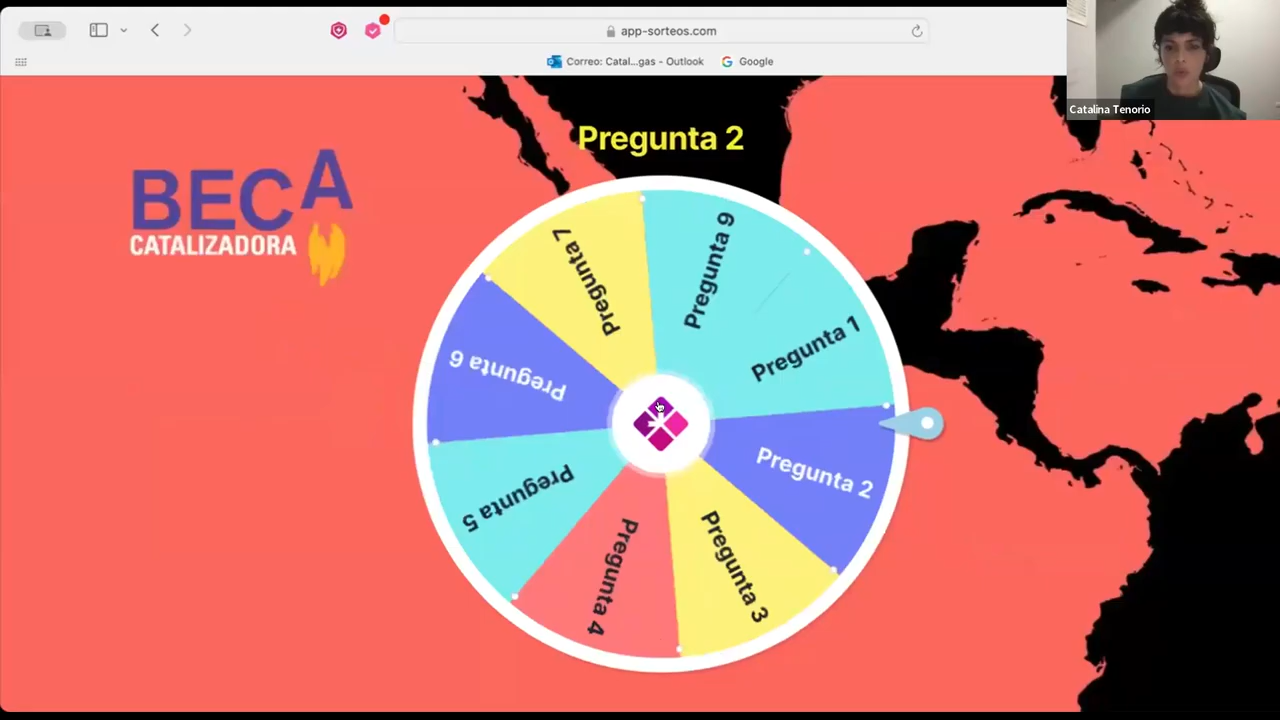 app-sorteos.com
Correo: Catal...gas - Outlook
Google
Catalina Tenorio
Pregunta 2
BECA
CATALIZADORA
Pregunta 7
Pregunta 9
Pregunta 1
Pregunta 6
Pregunta 2
Pregunta 5
Pregunta 4
Pregunta 3